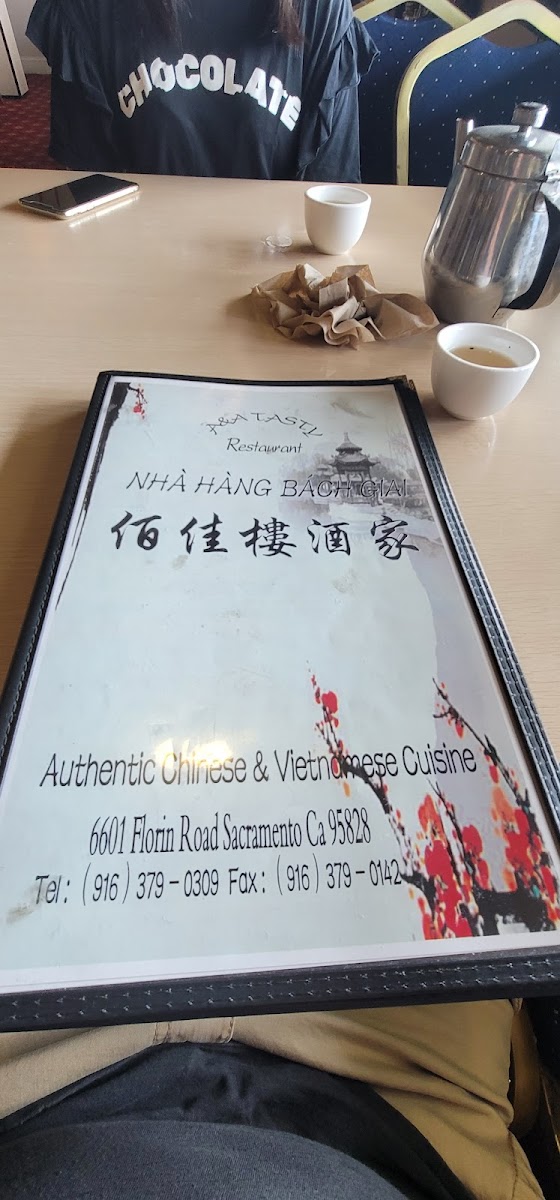 CHOCOLATE
A&A TASTY
Restaurant
NHÀ HÀNG BÁCH GIAI
佰佳樓酒家
Authentic Chinese & Vietnamese Cuisine
6601 Florin Road Sacramento Ca 95828
Tel: (916) 379-0309 Fax: (916) 379-0142